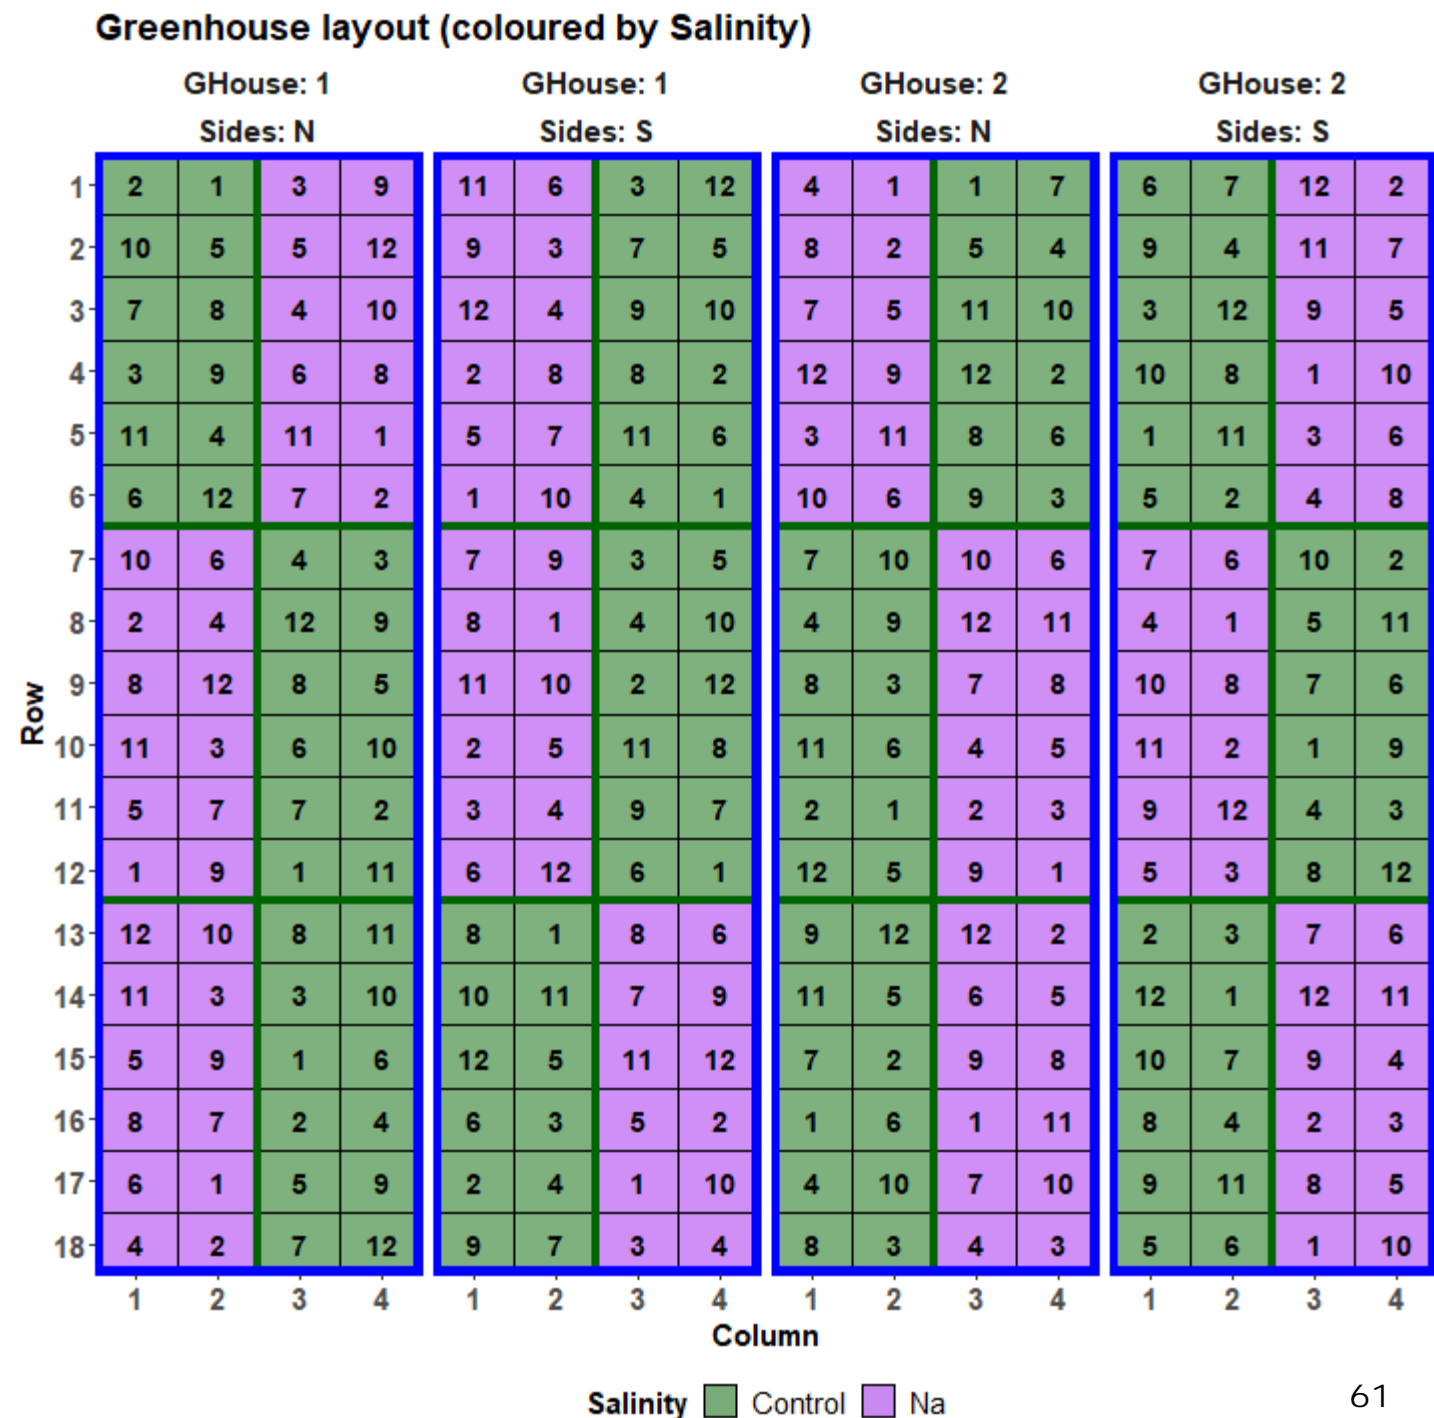 Greenhouse layout (coloured by Salinity)
GHouse: 1 GHouse: 1 GHouse: 2 GHouse: 2
Sides: N Sides: S Sides: N Sides: S
1 2 1 3 9 11 6 3 12 4 1 1 7 6 7 12 2
2 10 5 5 12 9 3 7 5 8 2 5 4 9 4 11 7
3 7 8 4 10 12 4 9 10 7 5 11 10 3 12 9 5
4 3 9 6 8 2 8 8 2 12 9 12 2 10 8 1 10
5 11 4 11 1 5 7 11 6 3 11 8 6 1 11 3 6
6 6 12 7 2 1 10 4 1 10 6 9 3 5 2 4 8
7 10 6 4 3 7 9 3 5 7 10 10 6 7 6 10 2
8 2 4 12 9 8 1 4 10 4 9 12 11 4 1 5 11
9 8 12 8 5 11 10 2 12 8 3 7 8 10 8 7 6
Row
10 11 3 6 10 2 5 11 8 11 6 4 5 11 2 1 9
11 5 7 7 2 3 4 9 7 2 1 2 3 9 12 4 3
12 1 9 1 11 6 12 6 1 12 5 9 1 5 3 8 12
13 12 10 8 11 8 1 8 6 9 12 12 2 2 3 7 6
14 11 3 3 10 10 11 7 9 11 5 6 5 12 1 12 11
15 5 9 1 6 12 5 11 12 7 2 9 8 10 7 9 4
16 8 7 2 4 6 3 5 2 1 6 1 11 8 4 2 3
17 6 1 5 9 2 4 1 10 4 10 7 10 9 11 8 5
18 4 2 7 12 9 7 3 4 8 3 4 3 5 6 1 10
1 2 3 4 1 2 3 4 1 2 3 4 1 2 3 4
Column
Salinity Control Na
61